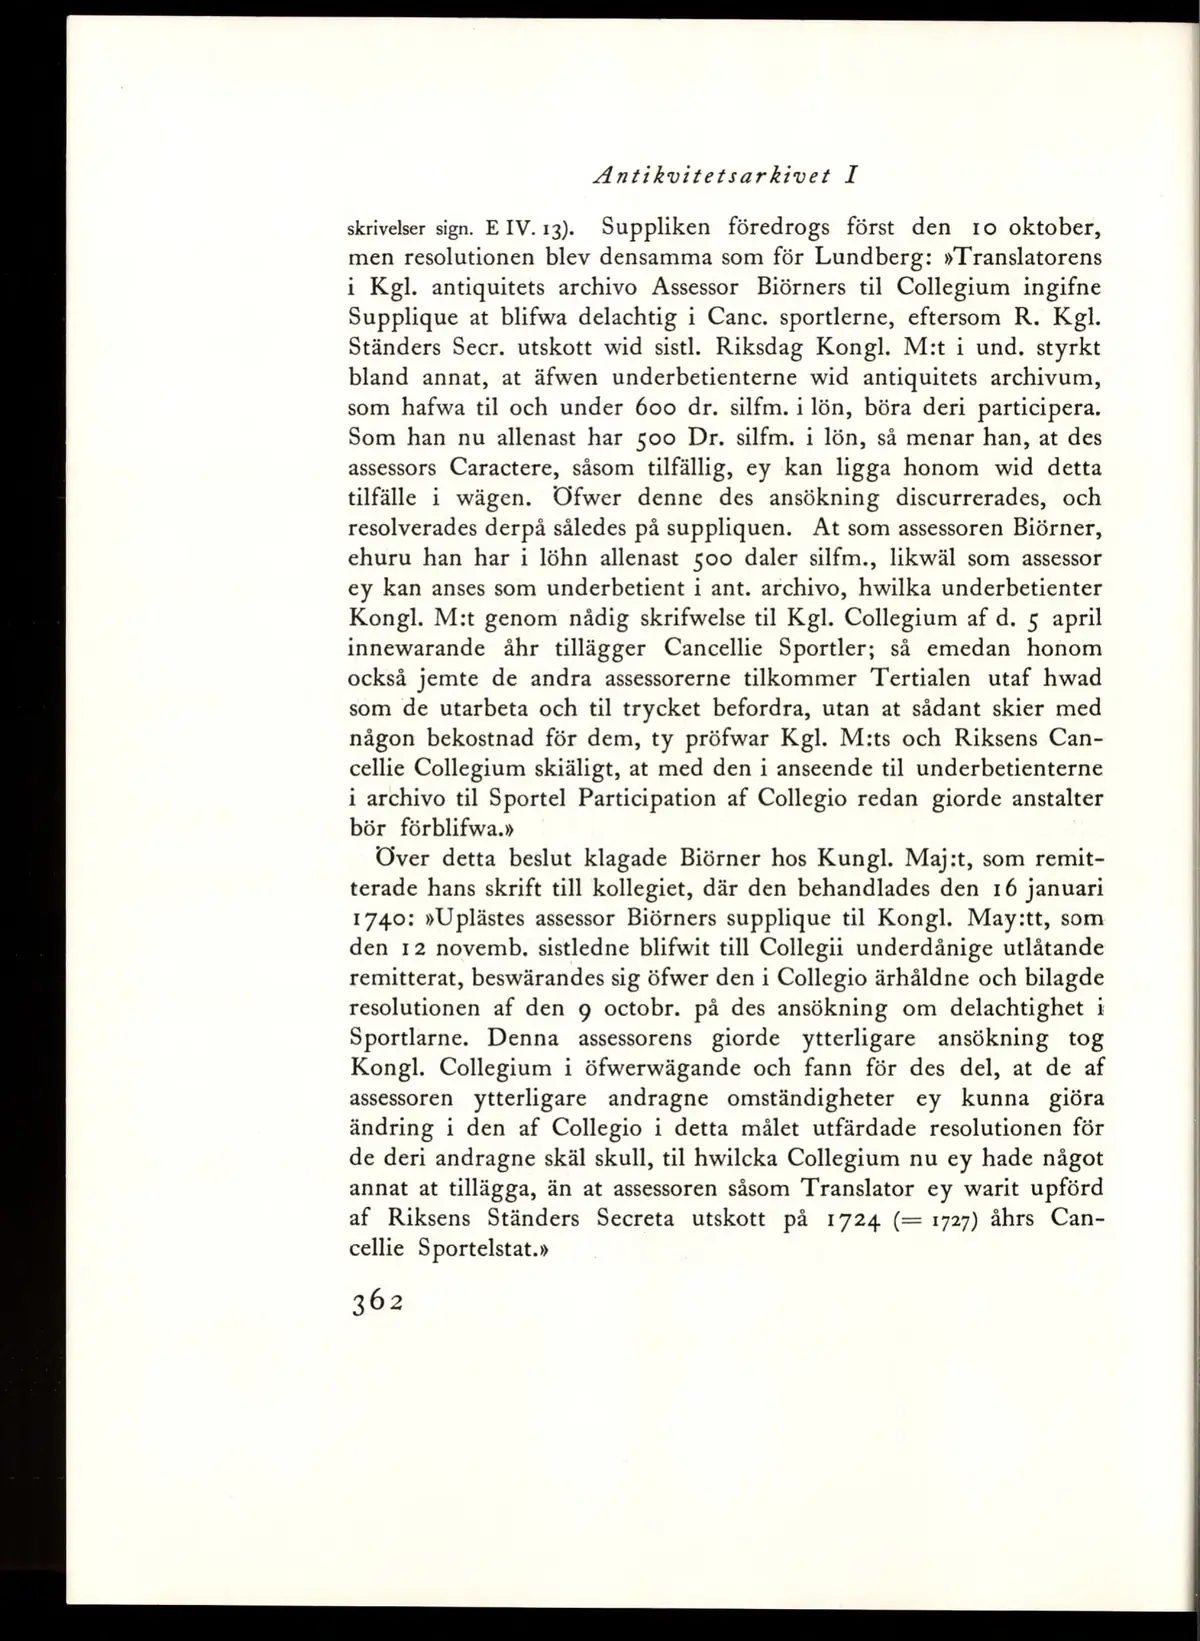 Antikvitetsarkivet I
skrivelser sign. E IV. 13). Suppliken föredrogs först den 10 oktober,
men resolutionen blev densamma som för Lundberg: »Translatorens
i Kgl. antiquitets archivo Assessor Biörners til Collegium ingifne
Supplique at blifwa delachtig i Canc. sportlerne, eftersom R. Kgl.
Ständers Secr. utskott wid sistl. Riksdag Kongl. M:t i und. styrkt
bland annat, at äfwen underbetienterne wid antiquitets archivum,
som hafwa til och under 600 dr. silfm. i lön, böra deri participera.
Som han nu allenast har 500 Dr. silfm. i lön, så menar han, at des
assessors Caractere, såsom tilfällig, ey kan ligga honom wid detta
tilfälle i wägen. Öfwer denne des ansökning discurrerades, och
resolverades derpå således på suppliquen. At som assessoren Biörner,
ehuru han har i löhn allenast 500 daler silfm., likwäl som assessor
ey kan anses som underbetient i ant. archivo, hwilka underbetienter
Kongl. M:t genom nådig skrifwelse til Kgl. Collegium af d. 5 april
innewarande åhr tillägger Cancellie Sportler; så emedan honom
också jemte de andra assessorerne tilkommer Tertialen utaf hwad
som de utarbeta och til trycket befordra, utan at sådant skier med
någon bekostnad för dem, ty pröfwar Kgl. M:ts och Riksens Can-
cellie Collegium skiäligt, at med den i anseende til underbetienterne
i archivo til Sportel Participation af Collegio redan giorde anstalter
bör förblifwa.»
Över detta beslut klagade Biörner hos Kungl. Maj:t, som remit-
terade hans skrift till kollegiet, där den behandlades den 16 januari
1740: »Uplästes assessor Biörners supplique til Kongl. May:tt, som
den 12 novemb. sistledne blifwit till Collegii underdånige utlåtande
remitterat, beswärandes sig öfwer den i Collegio ärhåldne och bilagde
resolutionen af den 9 octobr. på des ansökning om delachtighet i
Sportlarne. Denna assessorens giorde ytterligare ansökning tog
Kongl. Collegium i öfwerwägande och fann för des del, at de af
assessoren ytterligare andragne omständigheter ey kunna giöra
ändring i den af Collegio i detta målet utfärdade resolutionen för
de deri andragne skäl skull, til hwilcka Collegium nu ey hade något
annat at tillägga, än at assessoren såsom Translator ey warit upförd
af Riksens Ständers Secreta utskott på 1724 (= 1727) åhrs Can-
cellie Sportelstat.»
362